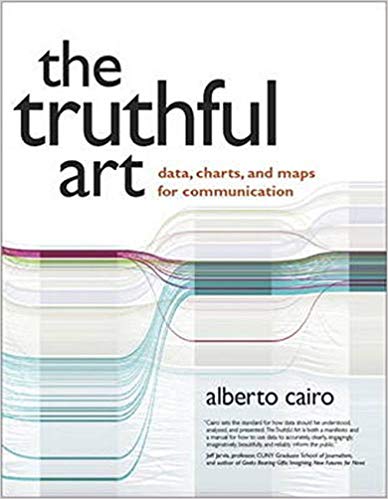 the
truthful
art
data, charts, and maps
for communication
alberto cairo
"Cairo sets the standard for how data should be understood,
analyzed, and presented. The Truthful Art is both a manifesto and
a manual for how to use data to accurately, clearly, engagingly,
imaginatively, beautifully, and reliably inform the public."
Jeff Jarvis, professor, CUNY Graduate School of Journalism,
and author of Geeks Bearing Gifts: Imagining New Futures for News